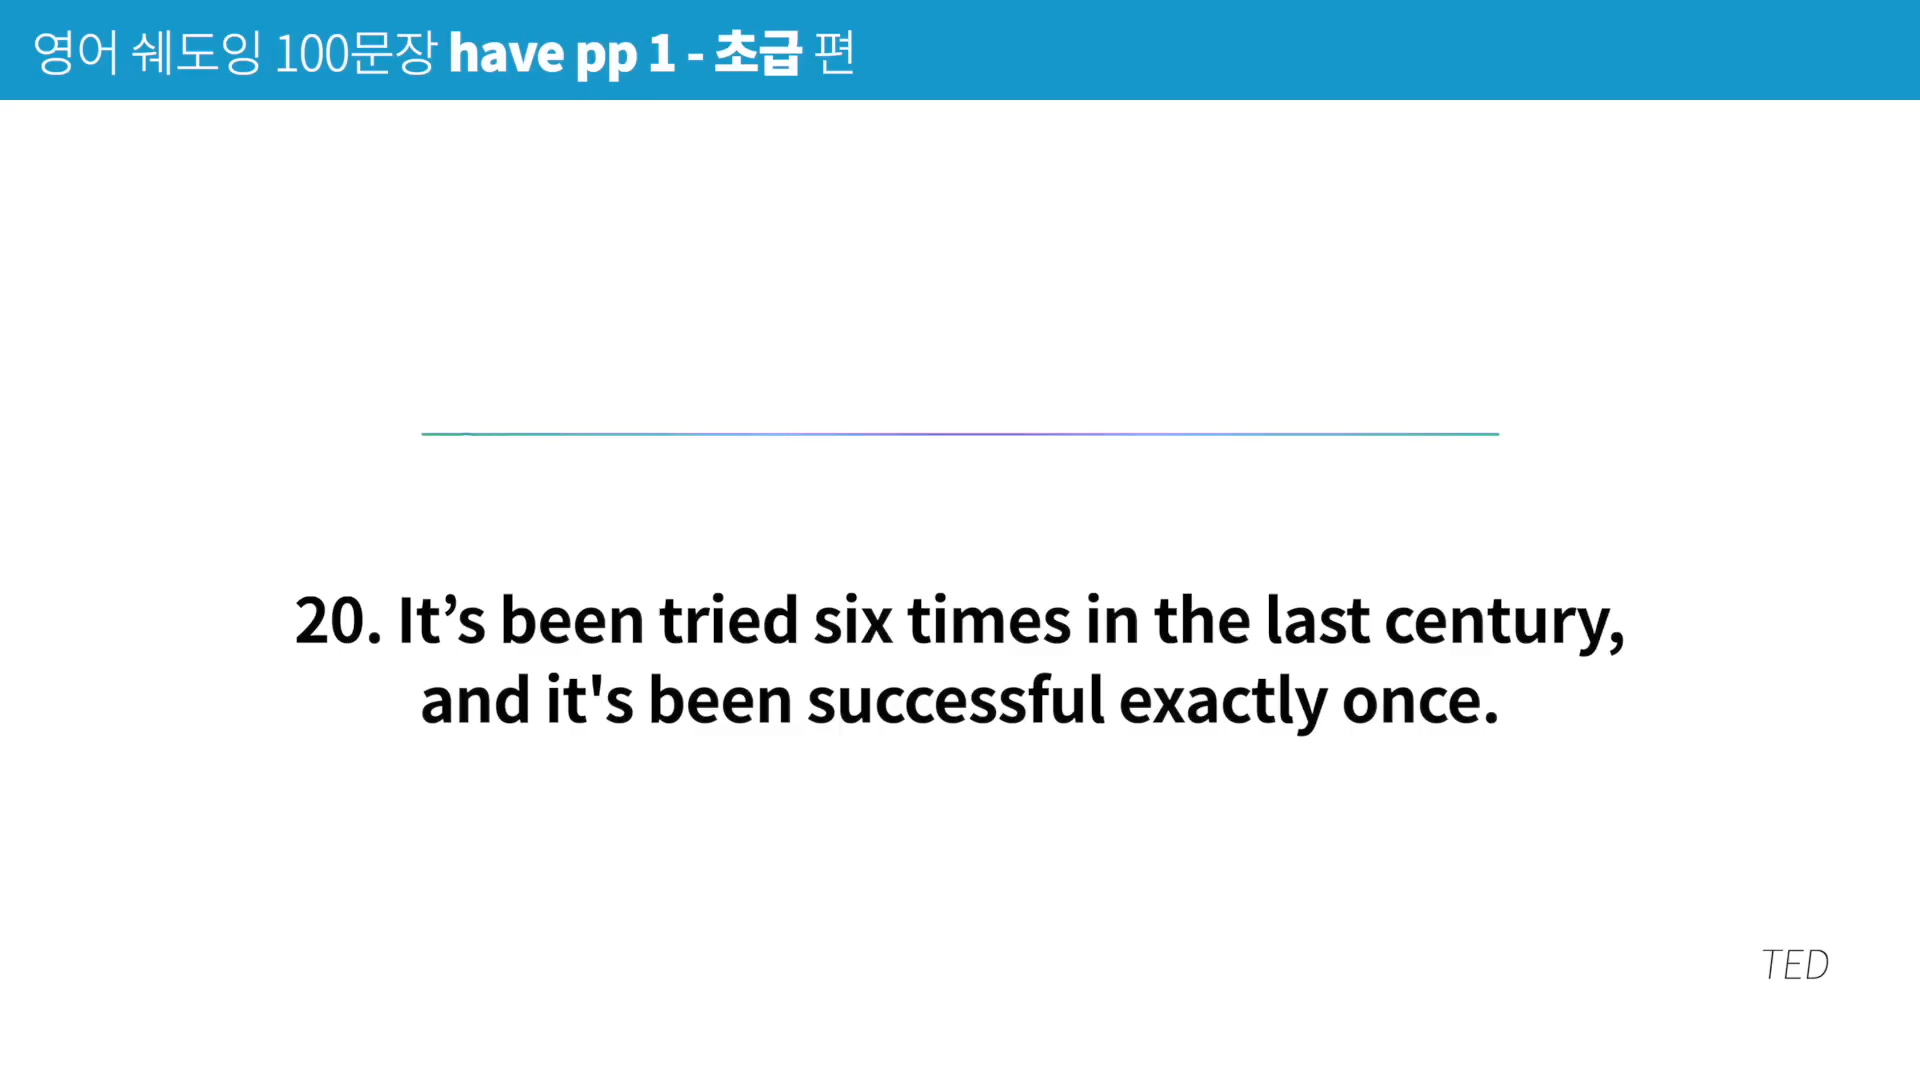 영어 쉐도잉 100문장 have pp 1 - 초급 편
20. It’s been tried six times in the last century,
and it's been successful exactly once.
TED